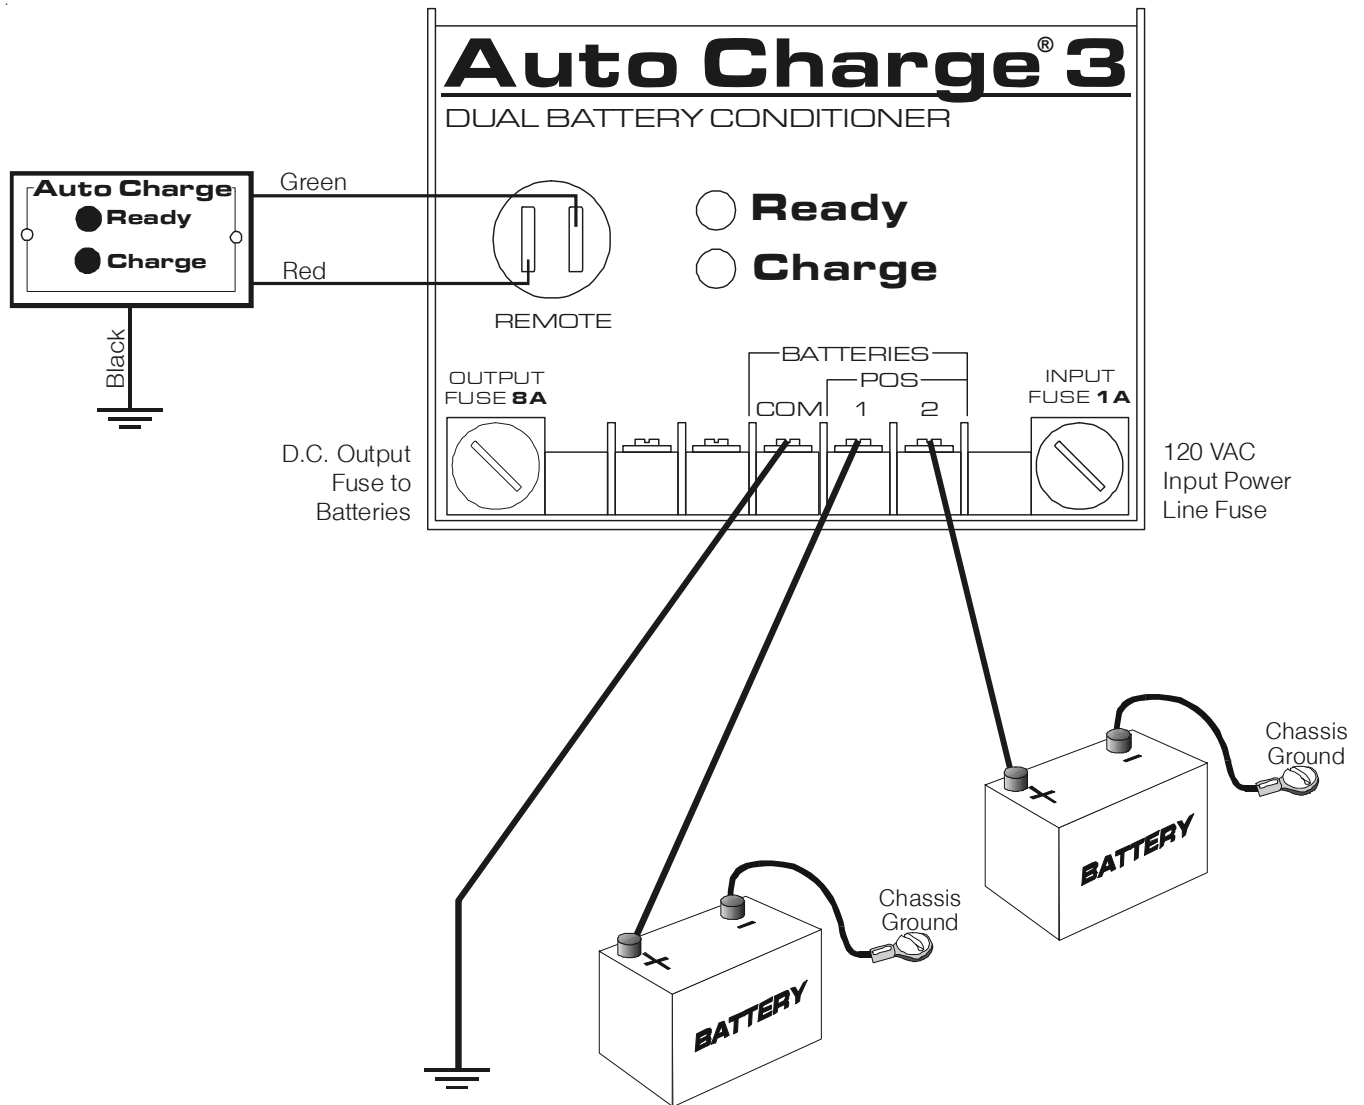 Auto Charge® 3
DUAL BATTERY CONDITIONER
Auto Charge
Ready
Charge
Green
Red
Black
REMOTE
Ready
Charge
BATTERIES
POS
COM 1 2
OUTPUT
FUSE 8A
INPUT
FUSE 1A
D.C. Output
Fuse to
Batteries
120 VAC
Input Power
Line Fuse
Chassis
Ground
+ -
BATTERY
Chassis
Ground
+ -
BATTERY